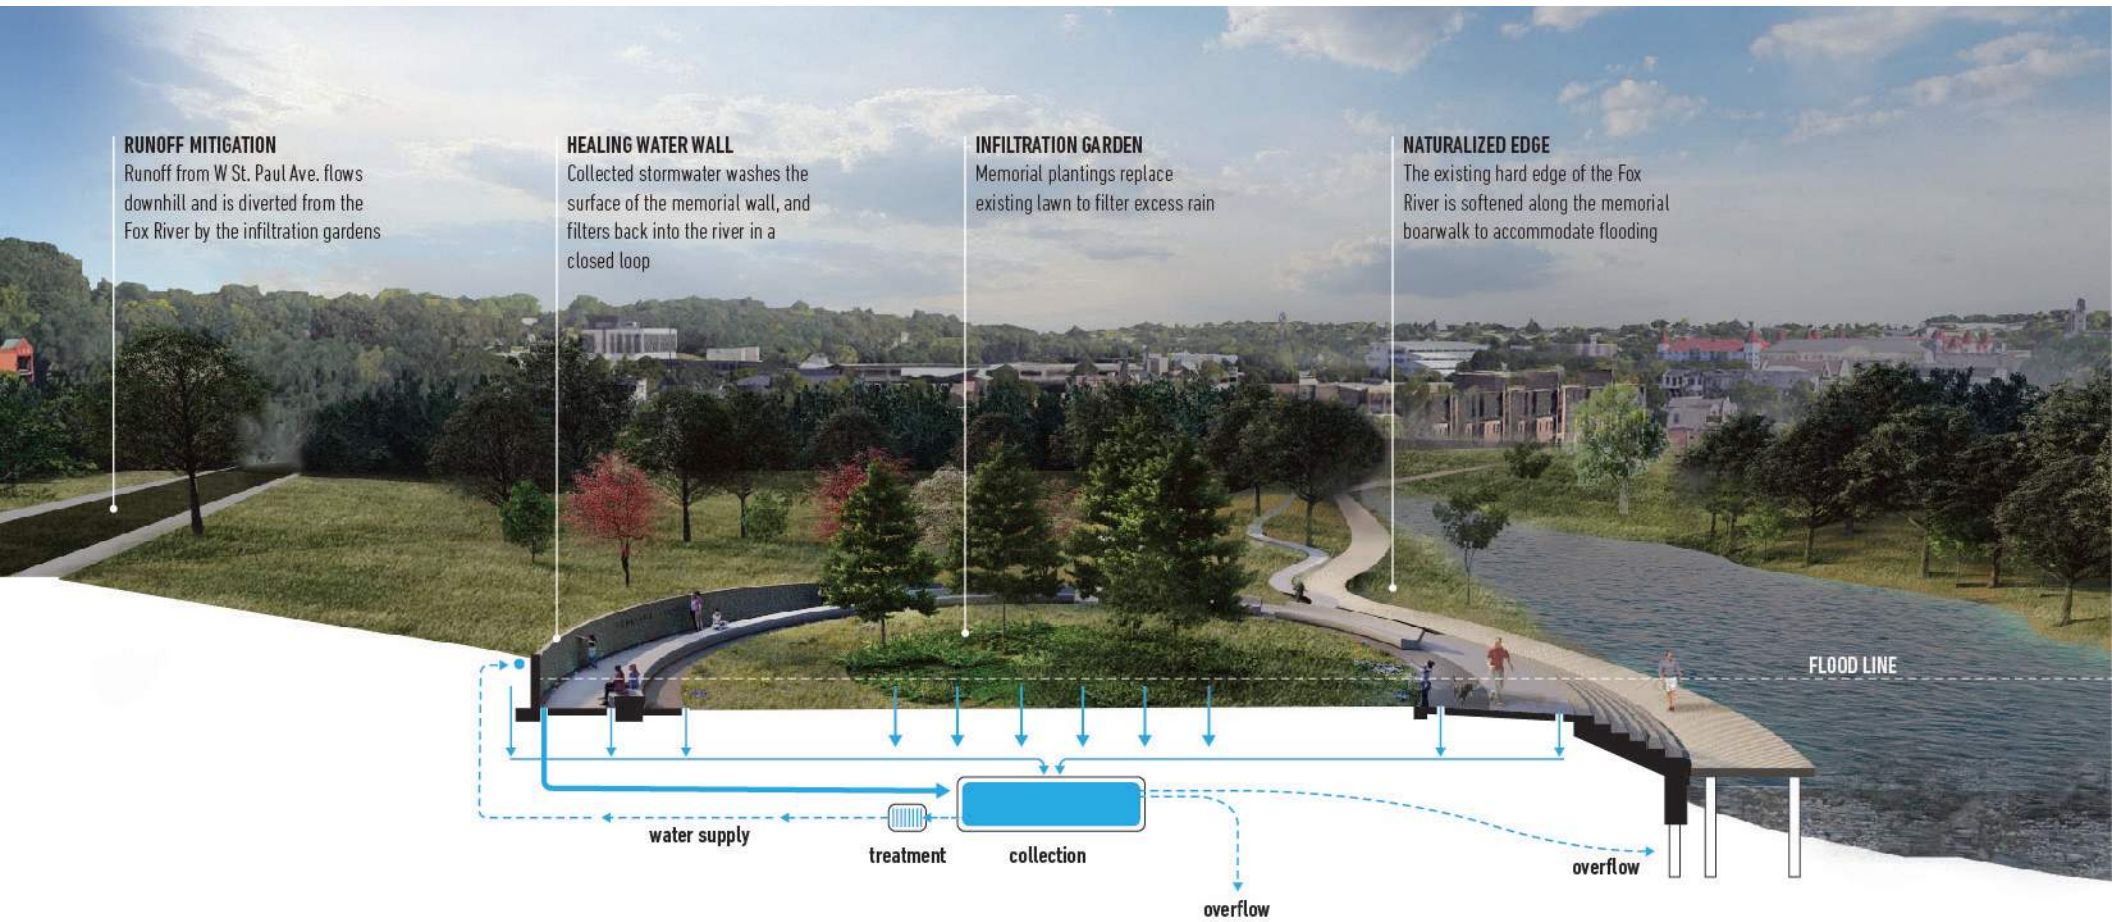 RUNOFF MITIGATION
Runoff from W St. Paul Ave. flows
downhill and is diverted from the
Fox River by the infiltration gardens
HEALING WATER WALL
Collected stormwater washes the
surface of the memorial wall, and
filters back into the river in a
closed loop
INFILTRATION GARDEN
Memorial plantings replace
existing lawn to filter excess rain
NATURALIZED EDGE
The existing hard edge of the Fox
River is softened along the memorial
boarwalk to accommodate flooding
FLOOD LINE
water supply
treatment
collection
overflow
overflow